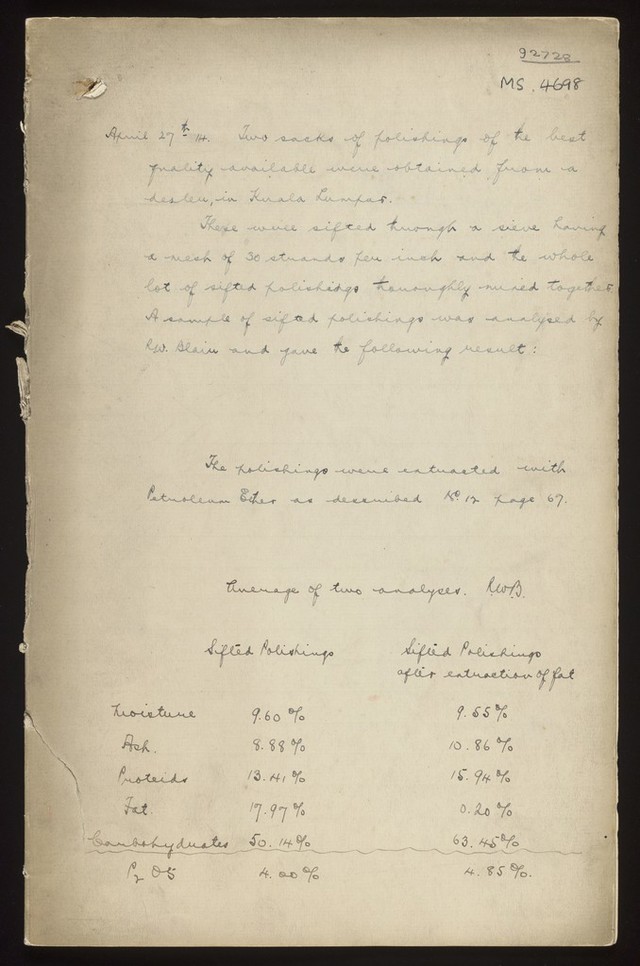 92728
MS. 4698
April 27th 14. Two sacks of polishings of the best
quality available were obtained from a
dealer, in Kuala Lumpur.
These were sifted through a sieve having
a mesh of 30 strands per inch and the whole
lot of sifted polishings thoroughly mixed together.
A sample of sifted polishings was analysed by
R.W. Blair and gave the following result:
The polishings were extracted with
Petroleum Ether as described No. 12 page 67.
Average of two analyses. R.W.B.
Sifted Polishings Sifted Polishings
after extraction of fat
Moisture 9.60% 9.55%
Ash. 8.88% 10.86%
Proteids 13.41% 15.94%
Fat. 17.97% 0.20%
Carbohydrates 50.14% 63.45%
P2O5 4.20% 4.85%.